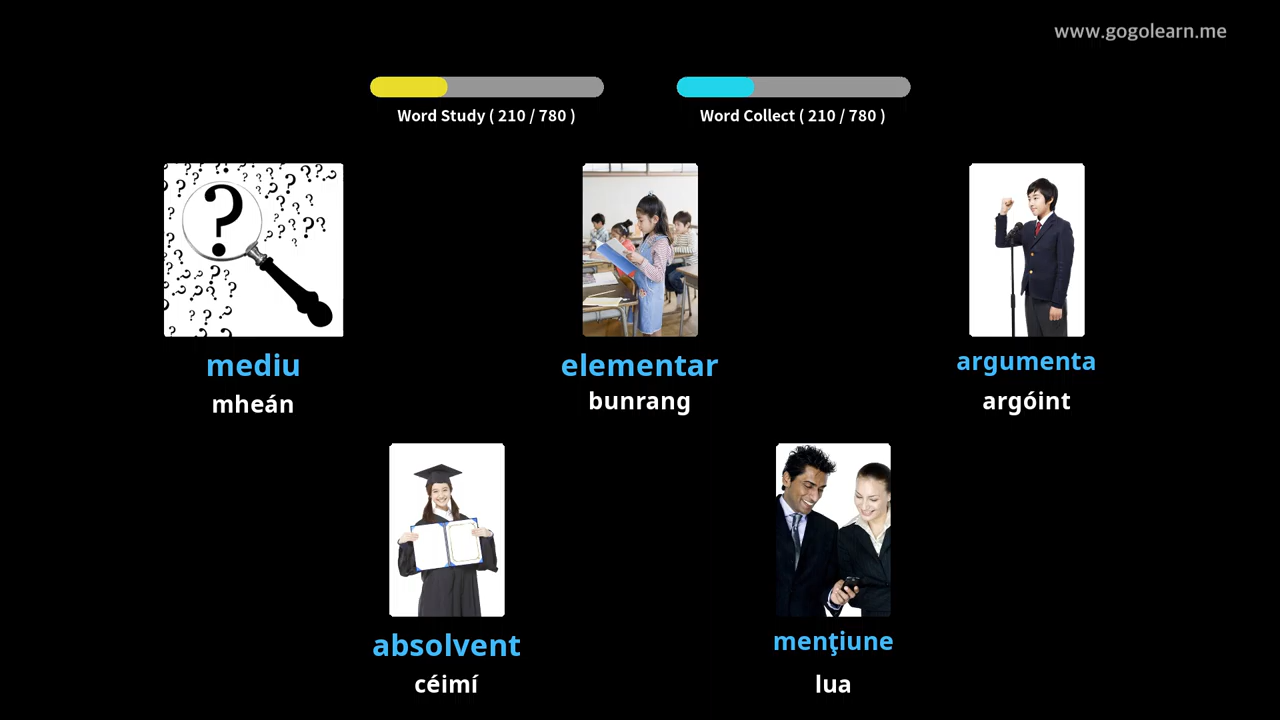 www.gogolearn.me
Word Study ( 210 / 780 )
Word Collect ( 210 / 780 )
mediu
mheán
elementar
bunrang
argumenta
argóint
absolvent
céimí
menţiune
lua